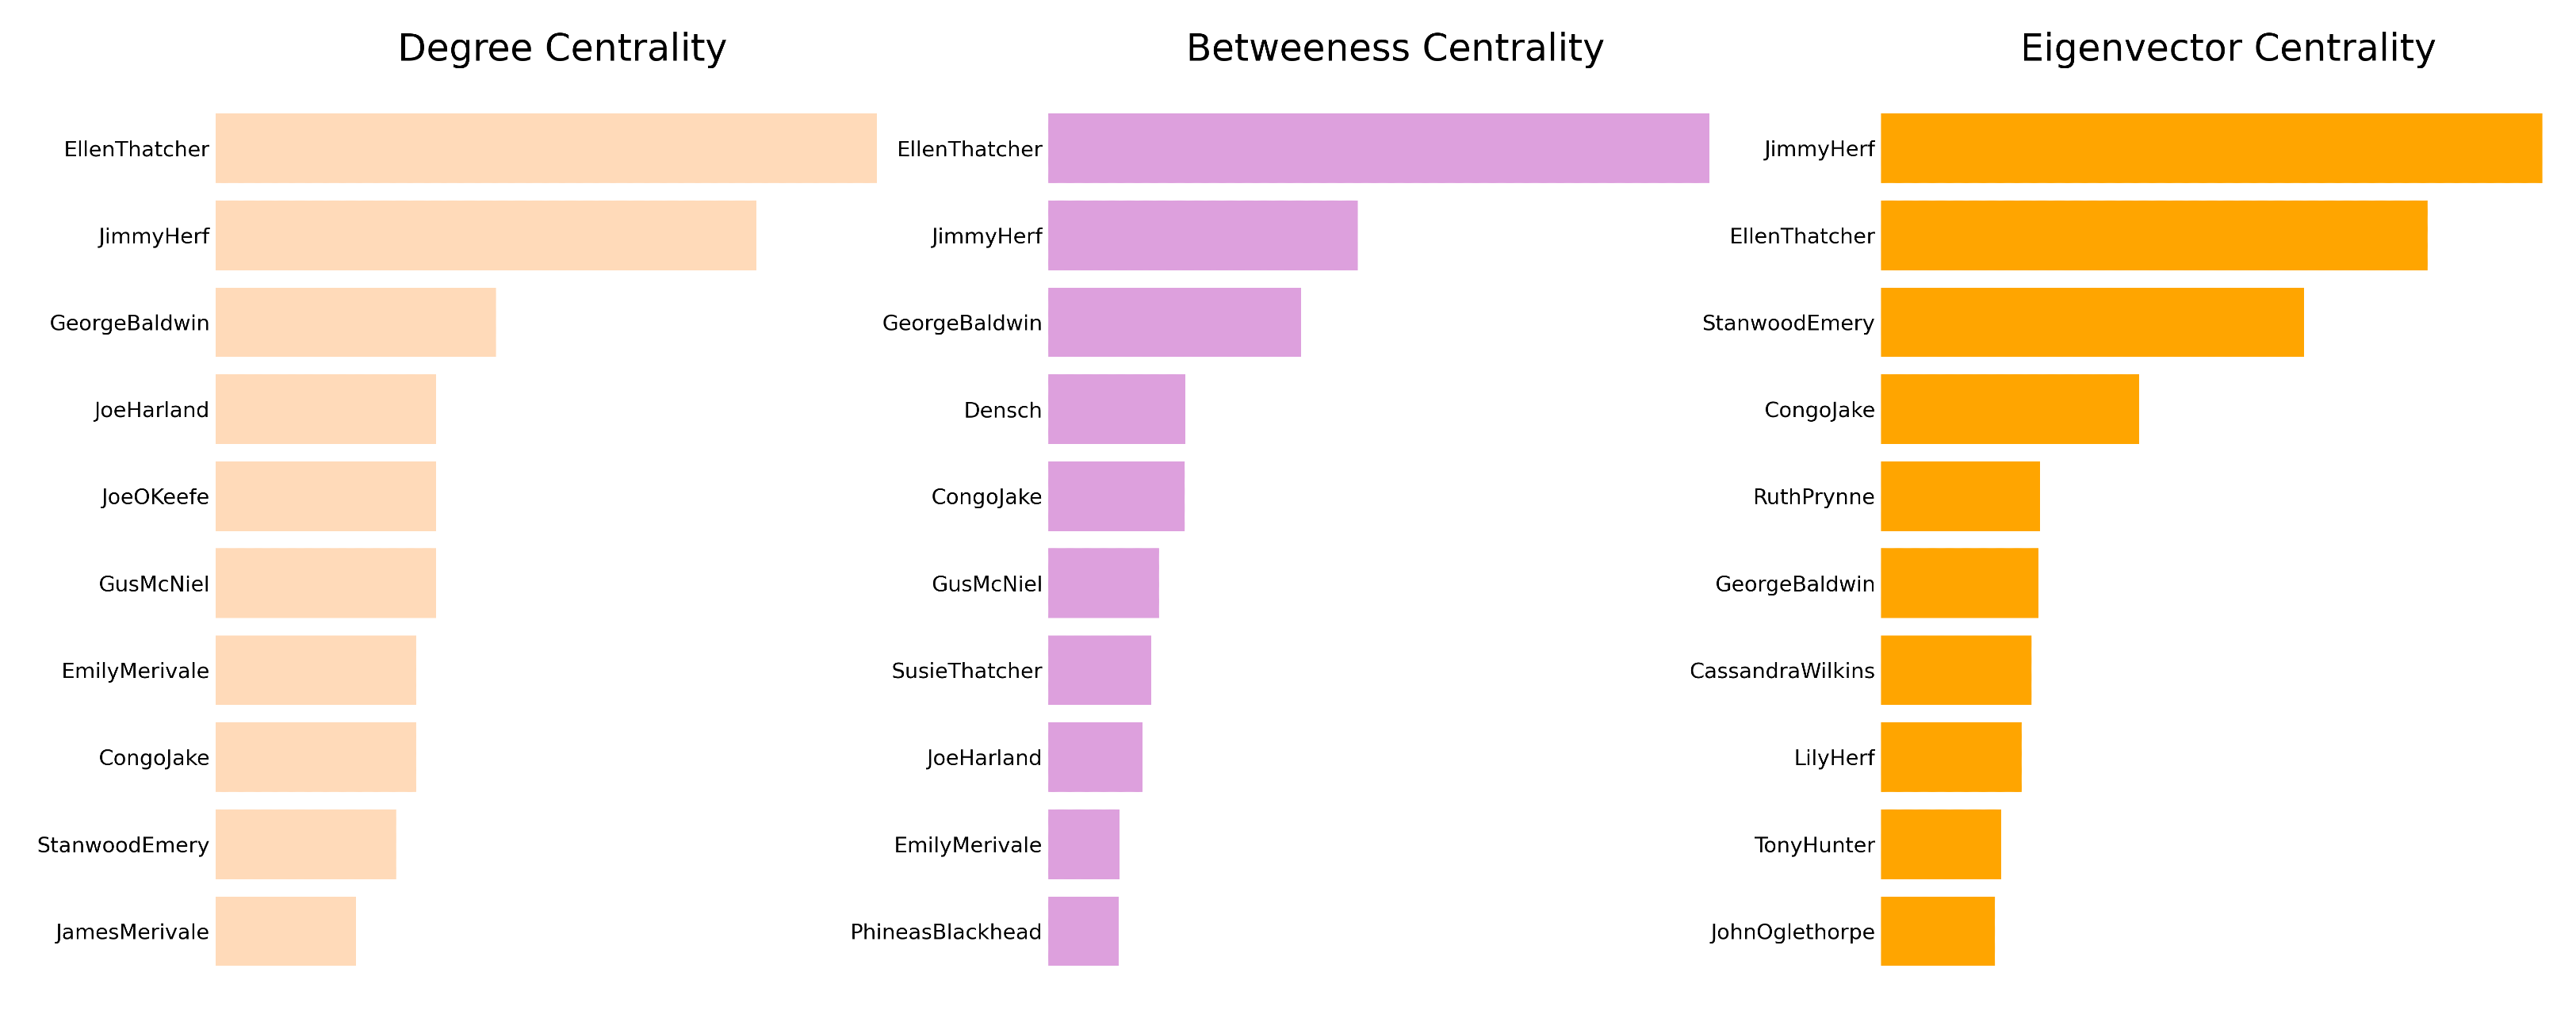 Degree Centrality
EllenThatcher
JimmyHerf
GeorgeBaldwin
JoeHarland
JoeOKeefe
GusMcNiel
EmilyMerivale
CongoJake
StanwoodEmery
JamesMerivale
Betweeness Centrality
EllenThatcher
JimmyHerf
GeorgeBaldwin
Densch
CongoJake
GusMcNiel
SusieThatcher
JoeHarland
EmilyMerivale
PhineasBlackhead
Eigenvector Centrality
JimmyHerf
EllenThatcher
StanwoodEmery
CongoJake
RuthPrynne
GeorgeBaldwin
CassandraWilkins
LilyHerf
TonyHunter
JohnOglethorpe